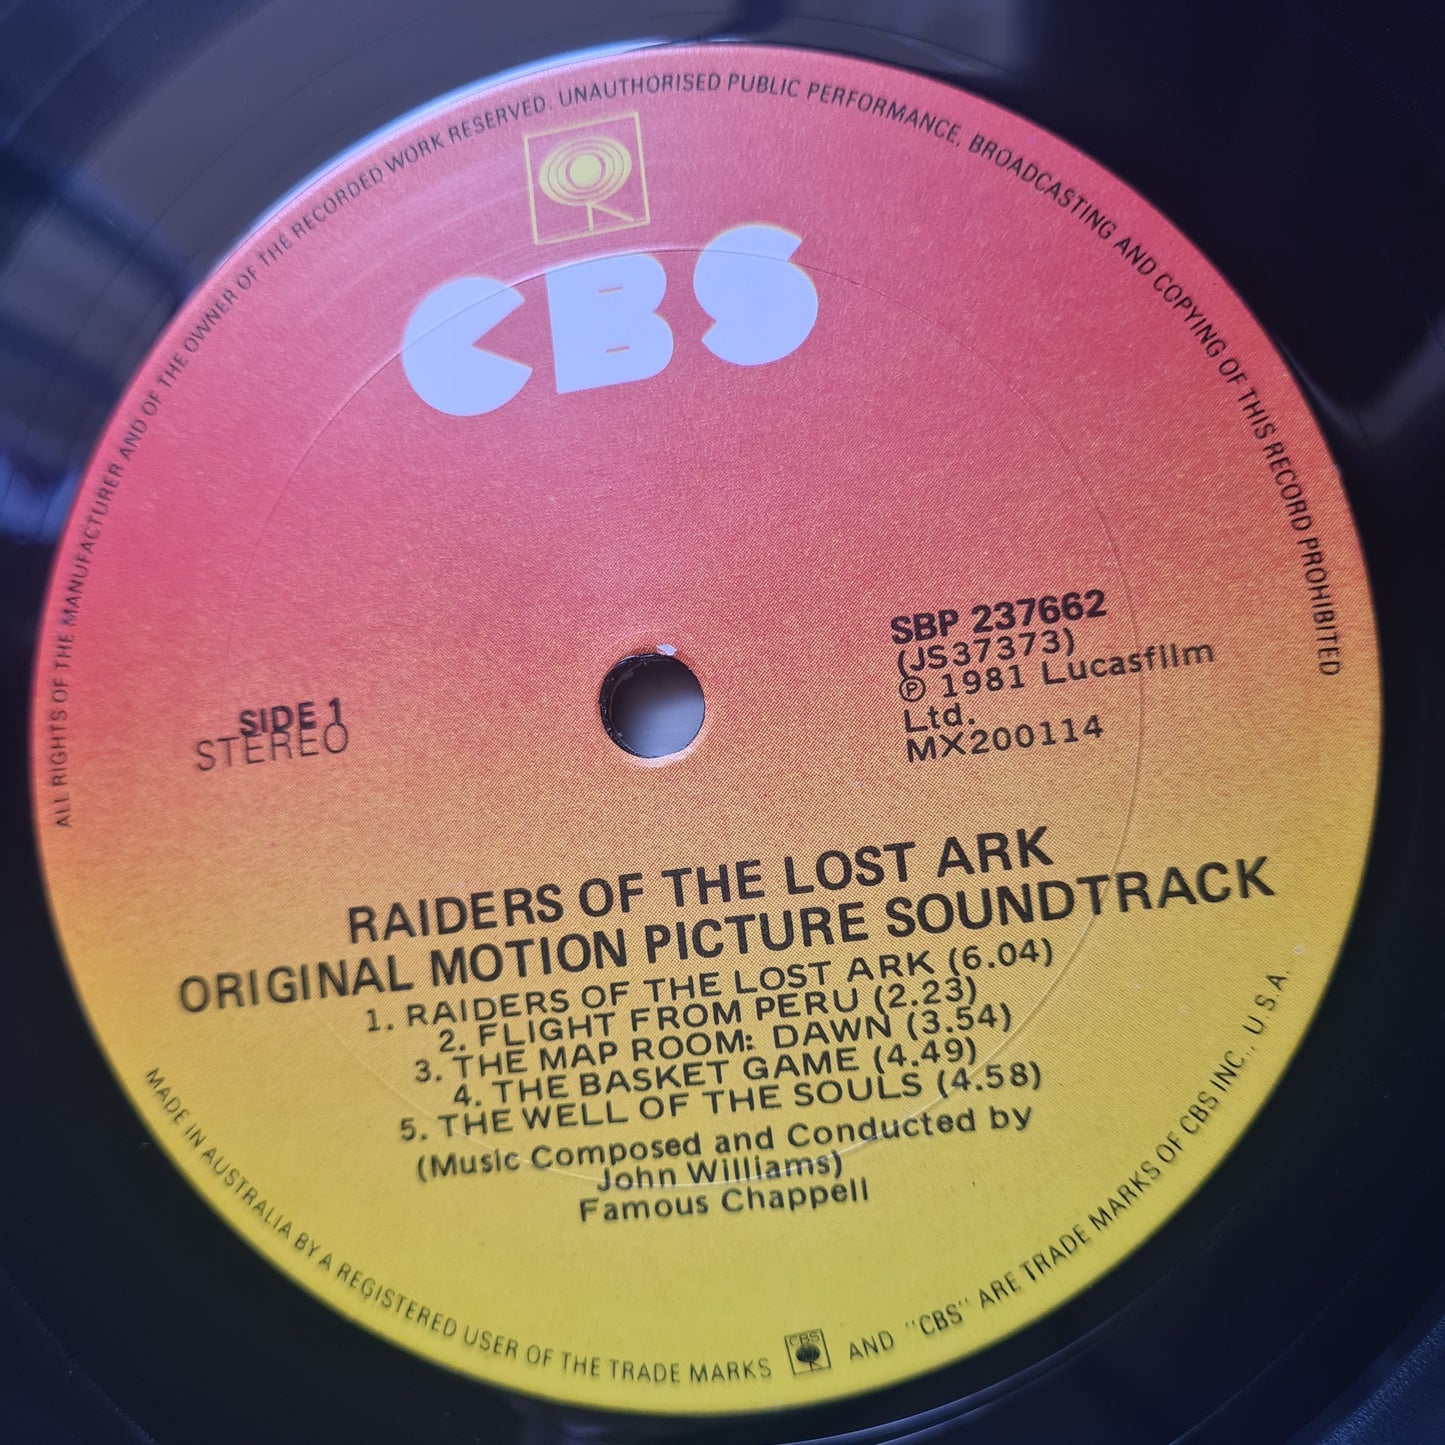 ALL RIGHTS OF THE MANUFACTURER AND OF THE OWNER OF THE RECORDED WORK RESERVED. UNAUTHORISED PUBLIC PERFORMANCE, BROADCASTING AND COPYING OF THIS RECORD PROHIBITED
CBS
SBP 237662
(JS37373)
℗ 1981 Lucasfilm
Ltd.
MX200114
SIDE 1
STEREO
RAIDERS OF THE LOST ARK
ORIGINAL MOTION PICTURE SOUNDTRACK
1. RAIDERS OF THE LOST ARK (6.04)
2. FLIGHT FROM PERU (2.23)
3. THE MAP ROOM: DAWN (3.54)
4. THE BASKET GAME (4.49)
5. THE WELL OF THE SOULS (4.58)
(Music Composed and Conducted by
John Williams)
Famous Chappell
MADE IN AUSTRALIA BY A REGISTERED USER OF THE TRADE MARKS CBS AND "CBS" ARE TRADE MARKS OF CBS INC., U.S.A.